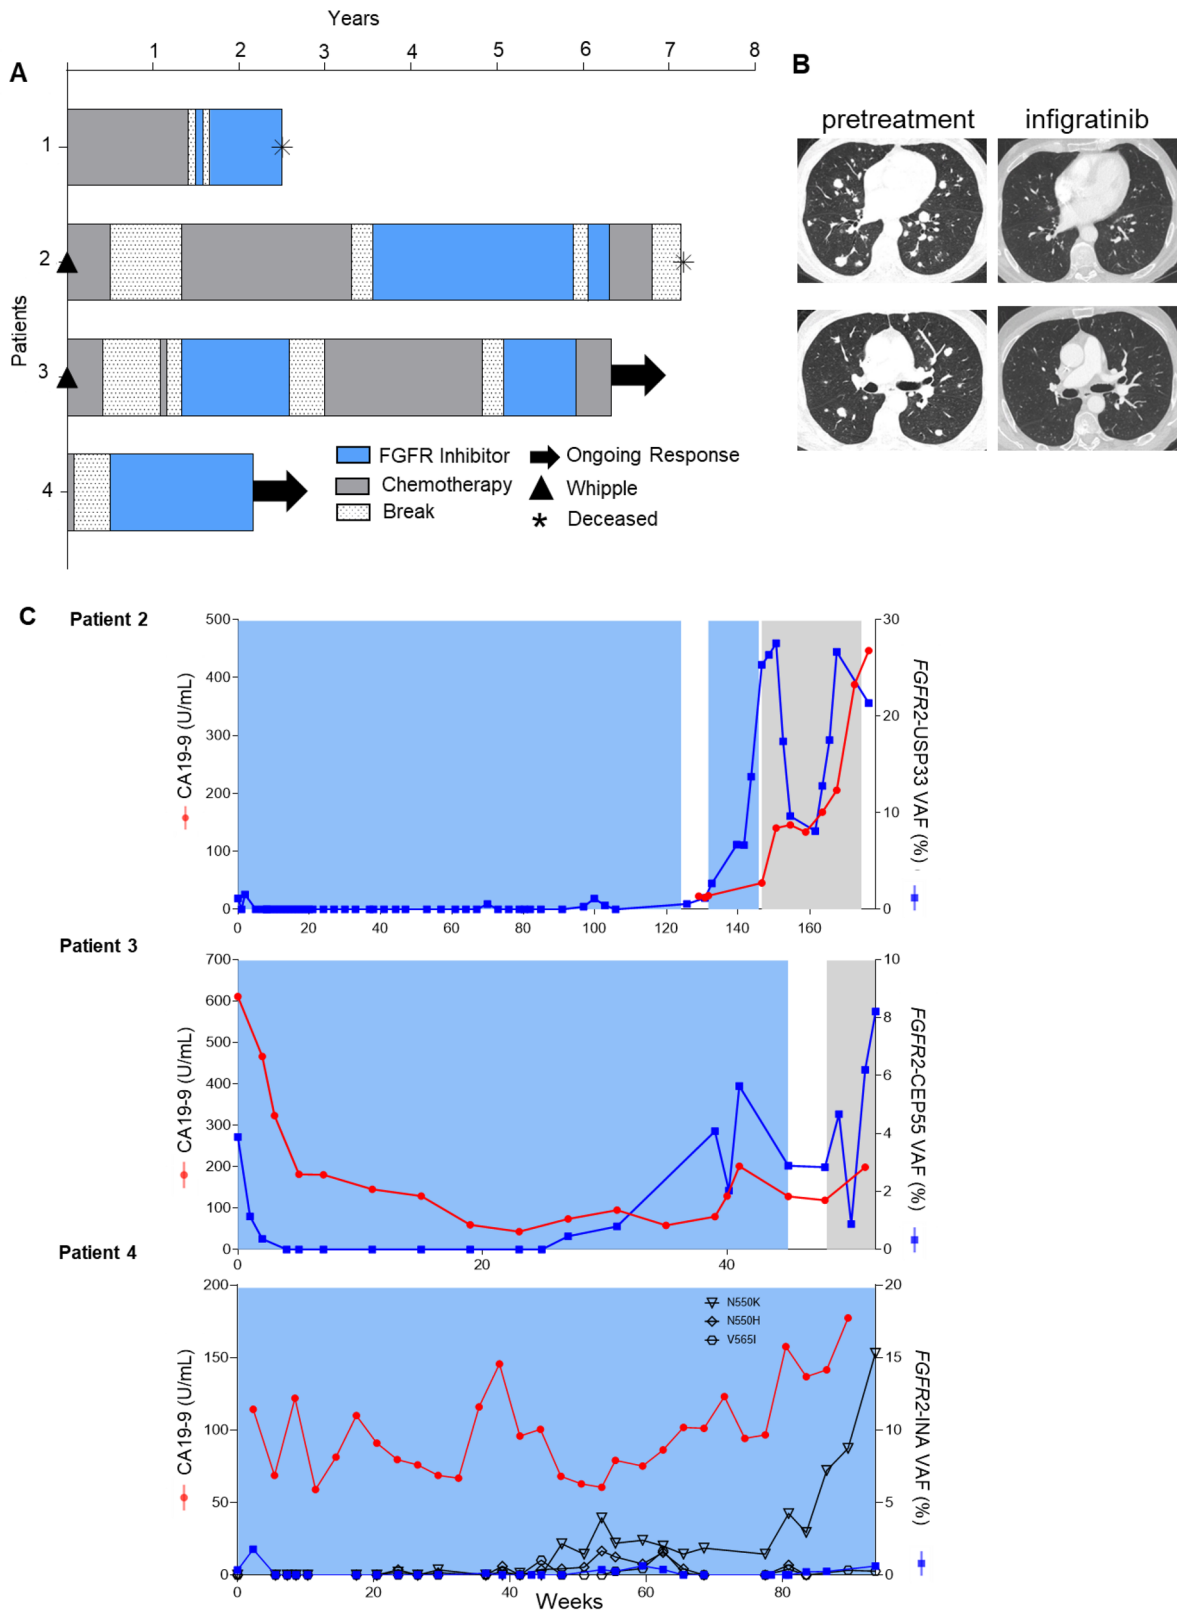 Years
1 2 3 4 5 6 7 8
A
B
pretreatment infigratinib
Patients
1
2
3
4
FGFR Inhibitor
Chemotherapy
Break
Ongoing Response
Whipple
Deceased
C
Patient 2
CA19-9 (U/mL)
500
400
300
200
100
0
30
20
10
0
FGFR2-USP33 VAF (%)
0 20 40 60 80 100 120 140 160
Patient 3
CA19-9 (U/mL)
700
600
500
400
300
200
100
0
10
8
6
4
2
0
FGFR2-CEP55 VAF (%)
0 20 40
Patient 4
CA19-9 (U/mL)
200
150
100
50
0
20
15
10
5
0
FGFR2-INA VAF (%)
N550K
N550H
V565I
0 20 40 60 80
Weeks